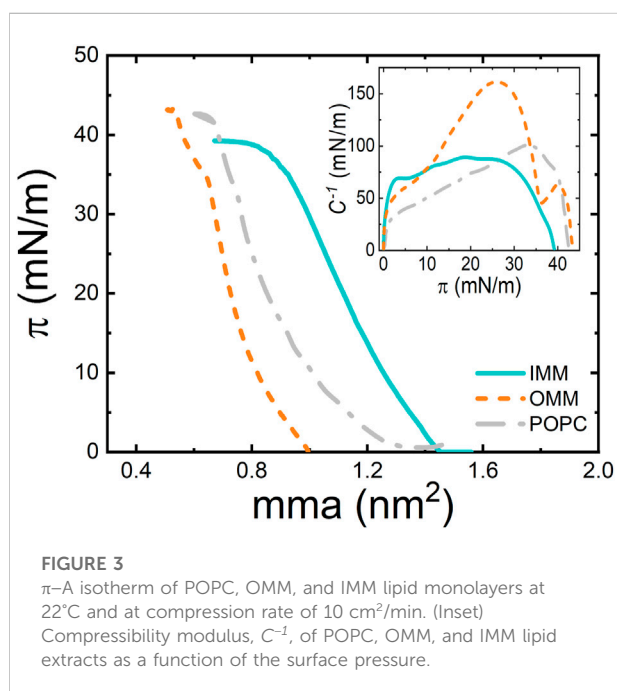 50
40
30
20
10
0
π (mN/m)
0.4 0.8 1.2 1.6 2.0
mma (nm²)
150
100
50
0
C⁻¹ (mN/m)
0 10 20 30 40
π (mN/m)
IMM
OMM
POPC
FIGURE 3
π–A isotherm of POPC, OMM, and IMM lipid monolayers at
22°C and at compression rate of 10 cm²/min. (Inset)
Compressibility modulus, C⁻¹, of POPC, OMM, and IMM lipid
extracts as a function of the surface pressure.